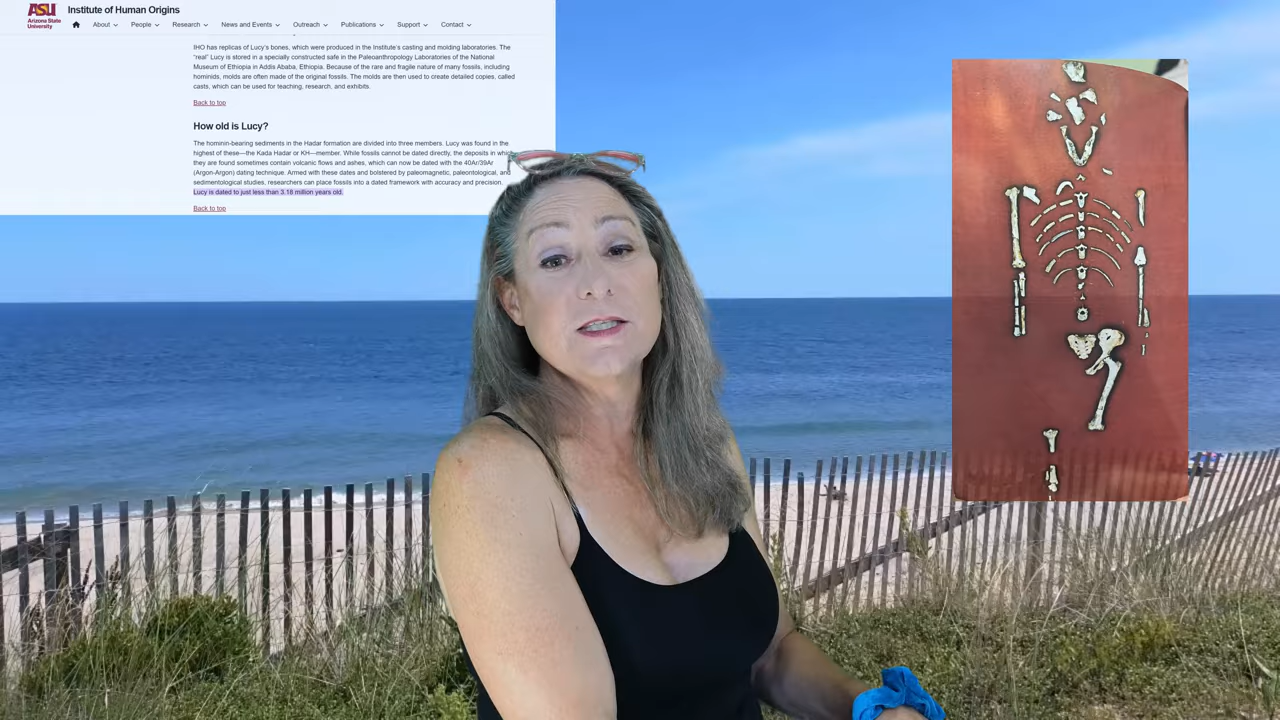 ASU
Arizona State
University
Institute of Human Origins
About
People
Research
News and Events
Outreach
Publications
Support
Contact
IHO has replicas of Lucy's bones, which were produced in the Institute's casting and molding laboratories. The
"real" Lucy is stored in a specially constructed safe in the Paleoanthropology Laboratories of the National
Museum of Ethiopia in Addis Ababa, Ethiopia. Because of the rare and fragile nature of many fossils, including
hominids, molds are often made of the original fossils. The molds are then used to create detailed copies, called
casts, which can be used for teaching, research, and exhibits.
Back to top
How old is Lucy?
The hominin-bearing sediments in the Hadar formation are divided into three members. Lucy was found in the
highest of these—the Kada Hadar or KH—member. While fossils cannot be dated directly, the deposits in which
they are found sometimes contain volcanic flows and ashes, which can now be dated with the 40Ar/39Ar
(Argon-Argon) dating technique. Armed with these dates and bolstered by paleomagnetic, paleontological, and
sedimentological studies, researchers can place fossils into a dated framework with accuracy and precision.
Lucy is dated to just less than 3.18 million years old.
Back to top